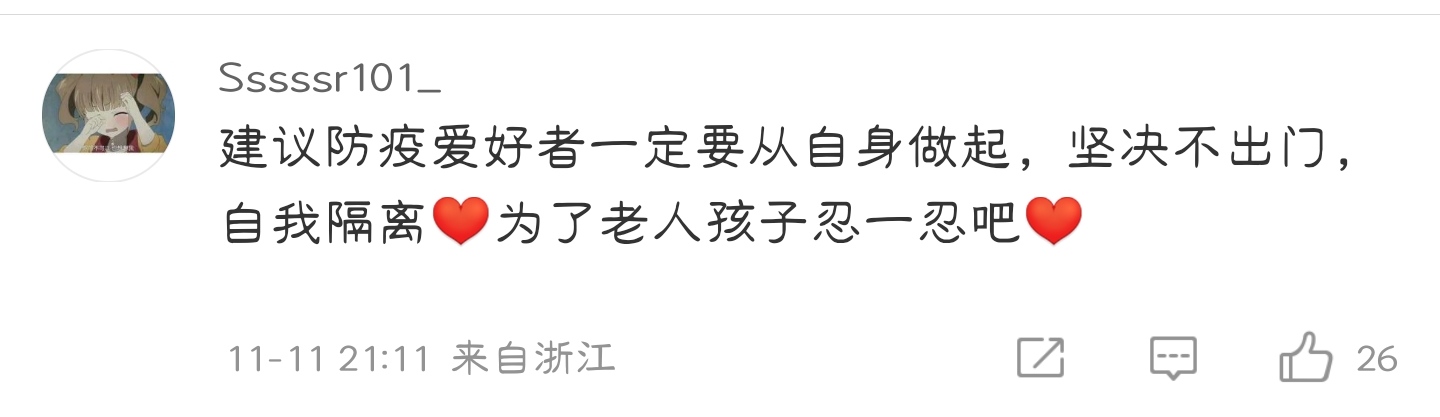 Sssssr101_
建议防疫爱好者一定要从自身做起，坚决不出门，
自我隔离❤️为了老人孩子忍一忍吧❤️
11-11 21:11 来自浙江
26